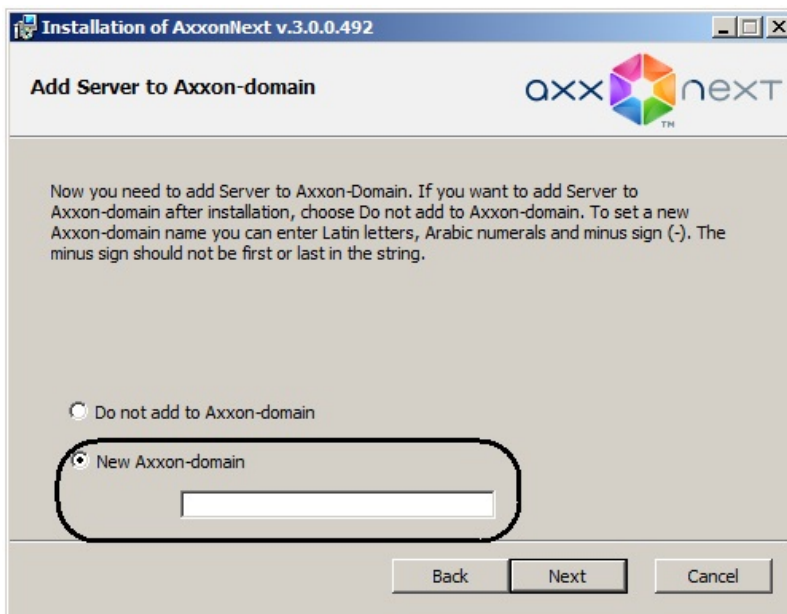 Installation of AxxonNext v.3.0.0.492
Add Server to Axxon-domain
axx next
TM
Now you need to add Server to Axxon-Domain. If you want to add Server to
Axxon-domain after installation, choose Do not add to Axxon-domain. To set a new
Axxon-domain name you can enter Latin letters, Arabic numerals and minus sign (-). The
minus sign should not be first or last in the string.
Do not add to Axxon-domain
New Axxon-domain
Back Next Cancel